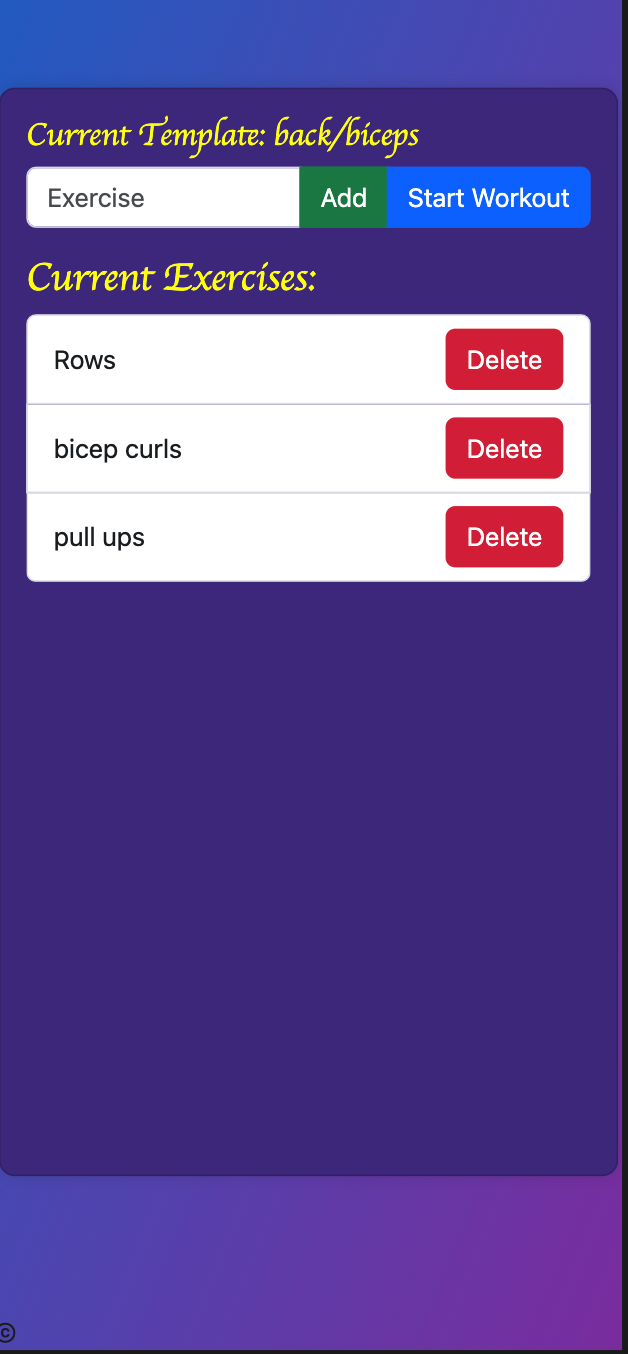 Current Template: back/biceps
Exercise Add Start Workout
Current Exercises:
Rows Delete
bicep curls Delete
pull ups Delete
©